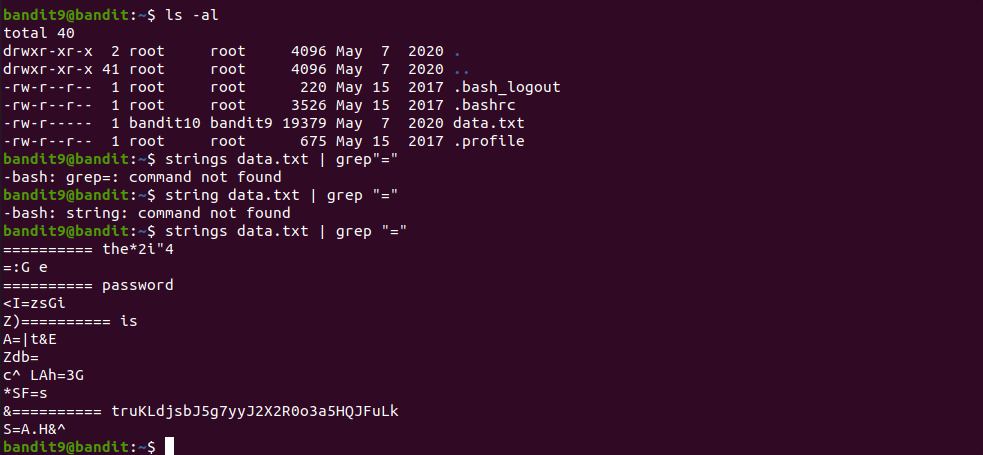 bandit9@bandit:~$ ls -al
total 40
drwxr-xr-x  2 root     root      4096 May  7  2020 .
drwxr-xr-x 41 root     root      4096 May  7  2020 ..
-rw-r--r--  1 root     root       220 May 15  2017 .bash_logout
-rw-r--r--  1 root     root      3526 May 15  2017 .bashrc
-rw-r-----  1 bandit10 bandit9 19379 May  7  2020 data.txt
-rw-r--r--  1 root     root       675 May 15  2017 .profile
bandit9@bandit:~$ strings data.txt | grep"="
-bash: grep=: command not found
bandit9@bandit:~$ string data.txt | grep "="
-bash: string: command not found
bandit9@bandit:~$ strings data.txt | grep "="
========== the*2i"4
=:G e
========== password
<I=zsGi
Z)========== is
A=|t&E
Zdb=
c^ LAh=3G
*SF=s
&========== truKLdjsbJ5g7yyJ2X2R0o3a5HQJFuLk
S=A.H&^
bandit9@bandit:~$